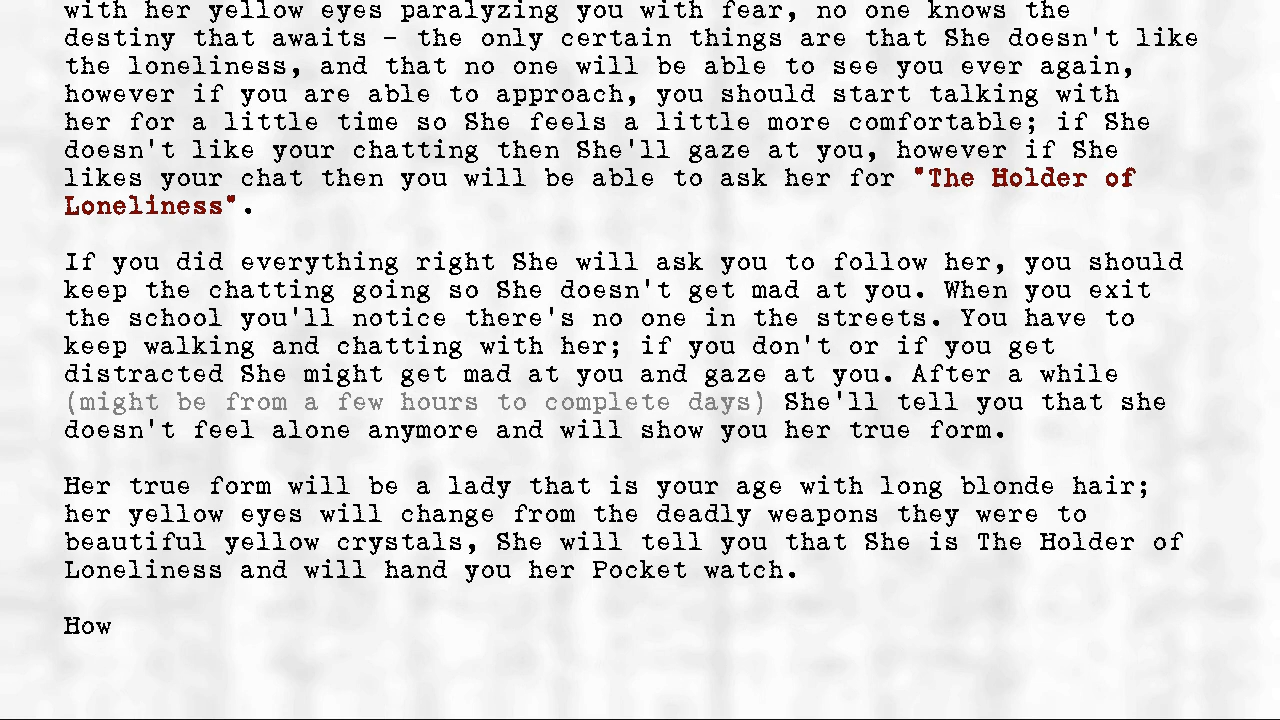 with her yellow eyes paralyzing you with fear, no one knows the
destiny that awaits – the only certain things are that She doesn't like
the loneliness, and that no one will be able to see you ever again,
however if you are able to approach, you should start talking with
her for a little time so She feels a little more comfortable; if She
doesn't like your chatting then She'll gaze at you, however if She
likes your chat then you will be able to ask her for "The Holder of
Loneliness".
If you did everything right She will ask you to follow her, you should
keep the chatting going so She doesn't get mad at you. When you exit
the school you'll notice there's no one in the streets. You have to
keep walking and chatting with her; if you don't or if you get
distracted She might get mad at you and gaze at you. After a while
(might be from a few hours to complete days) She'll tell you that she
doesn't feel alone anymore and will show you her true form.
Her true form will be a lady that is your age with long blonde hair;
her yellow eyes will change from the deadly weapons they were to
beautiful yellow crystals, She will tell you that She is The Holder of
Loneliness and will hand you her Pocket watch.
How